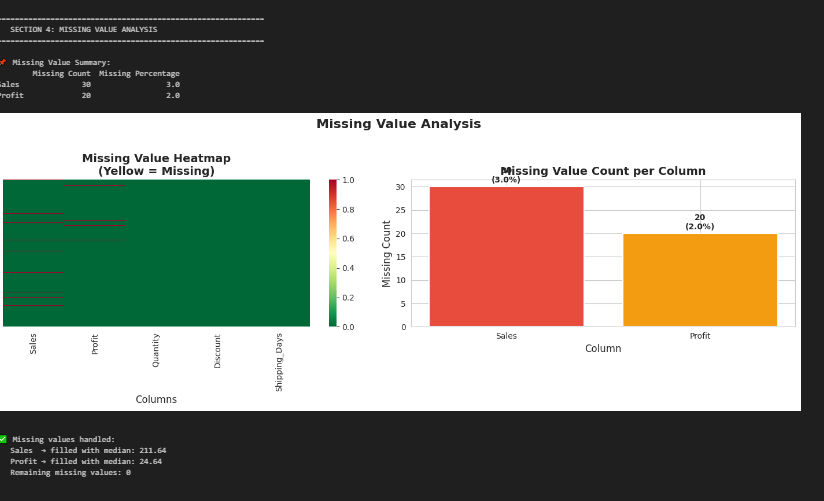 SECTION 4: MISSING VALUE ANALYSIS
📌 Missing Value Summary:
Missing Count Missing Percentage
Sales 30 3.0
Profit 20 2.0
Missing Value Analysis
Missing Value Heatmap
(Yellow = Missing)
1.0
0.8
0.6
0.4
0.2
0.0
Sales
Profit
Quantity
Discount
Shipping_Days
Columns
Missing Value Count per Column
30
(3.0%)
20
(2.0%)
Missing Count
30
25
20
15
10
5
0
Sales
Profit
Column
✅ Missing values handled:
Sales → filled with median: 211.64
Profit → filled with median: 24.64
Remaining missing values: 0